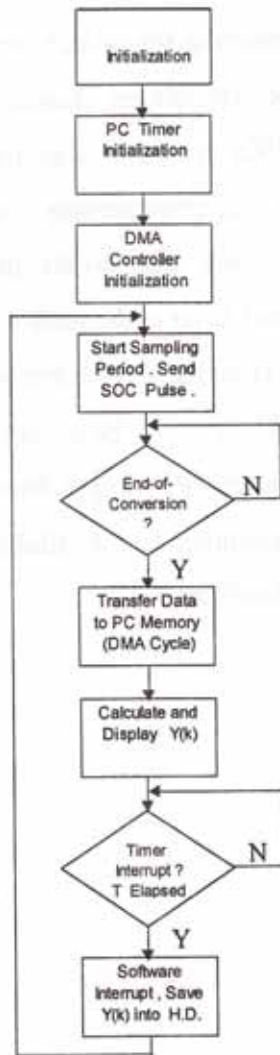 Initialization
PC Timer
Initialization
DMA
Controller
Initialization
Start Sampling
Period . Send
SOC Pulse .
End-of-
Conversion
?
N
Y
Transfer Data
to PC Memory
(DMA Cycle)
Calculate and
Display Y(k)
Timer
Interrupt ?
T Elapsed
N
Y
Software
Interrupt , Save
Y(k) into H.D.